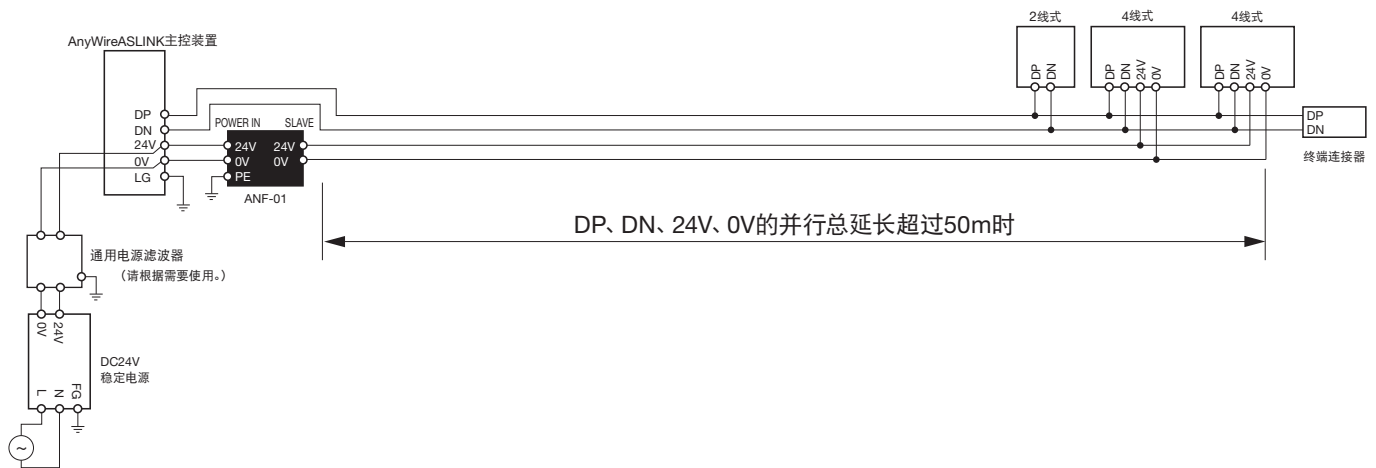 2线式
4线式
4线式
AnyWireASLINK主控装置
DP
DN
24V
0V
DP
DN
24V
0V
DP
DN
DP
DN
24V
0V
LG
POWER IN
SLAVE
24V
24V
0V
0V
PE
ANF-01
DP
DN
终端连接器
DP、DN、24V、0V的并行总延长超过50m时
通用电源滤波器
（请根据需要使用。）
0V
24V
DC24V
稳定电源
L
N
FG
~